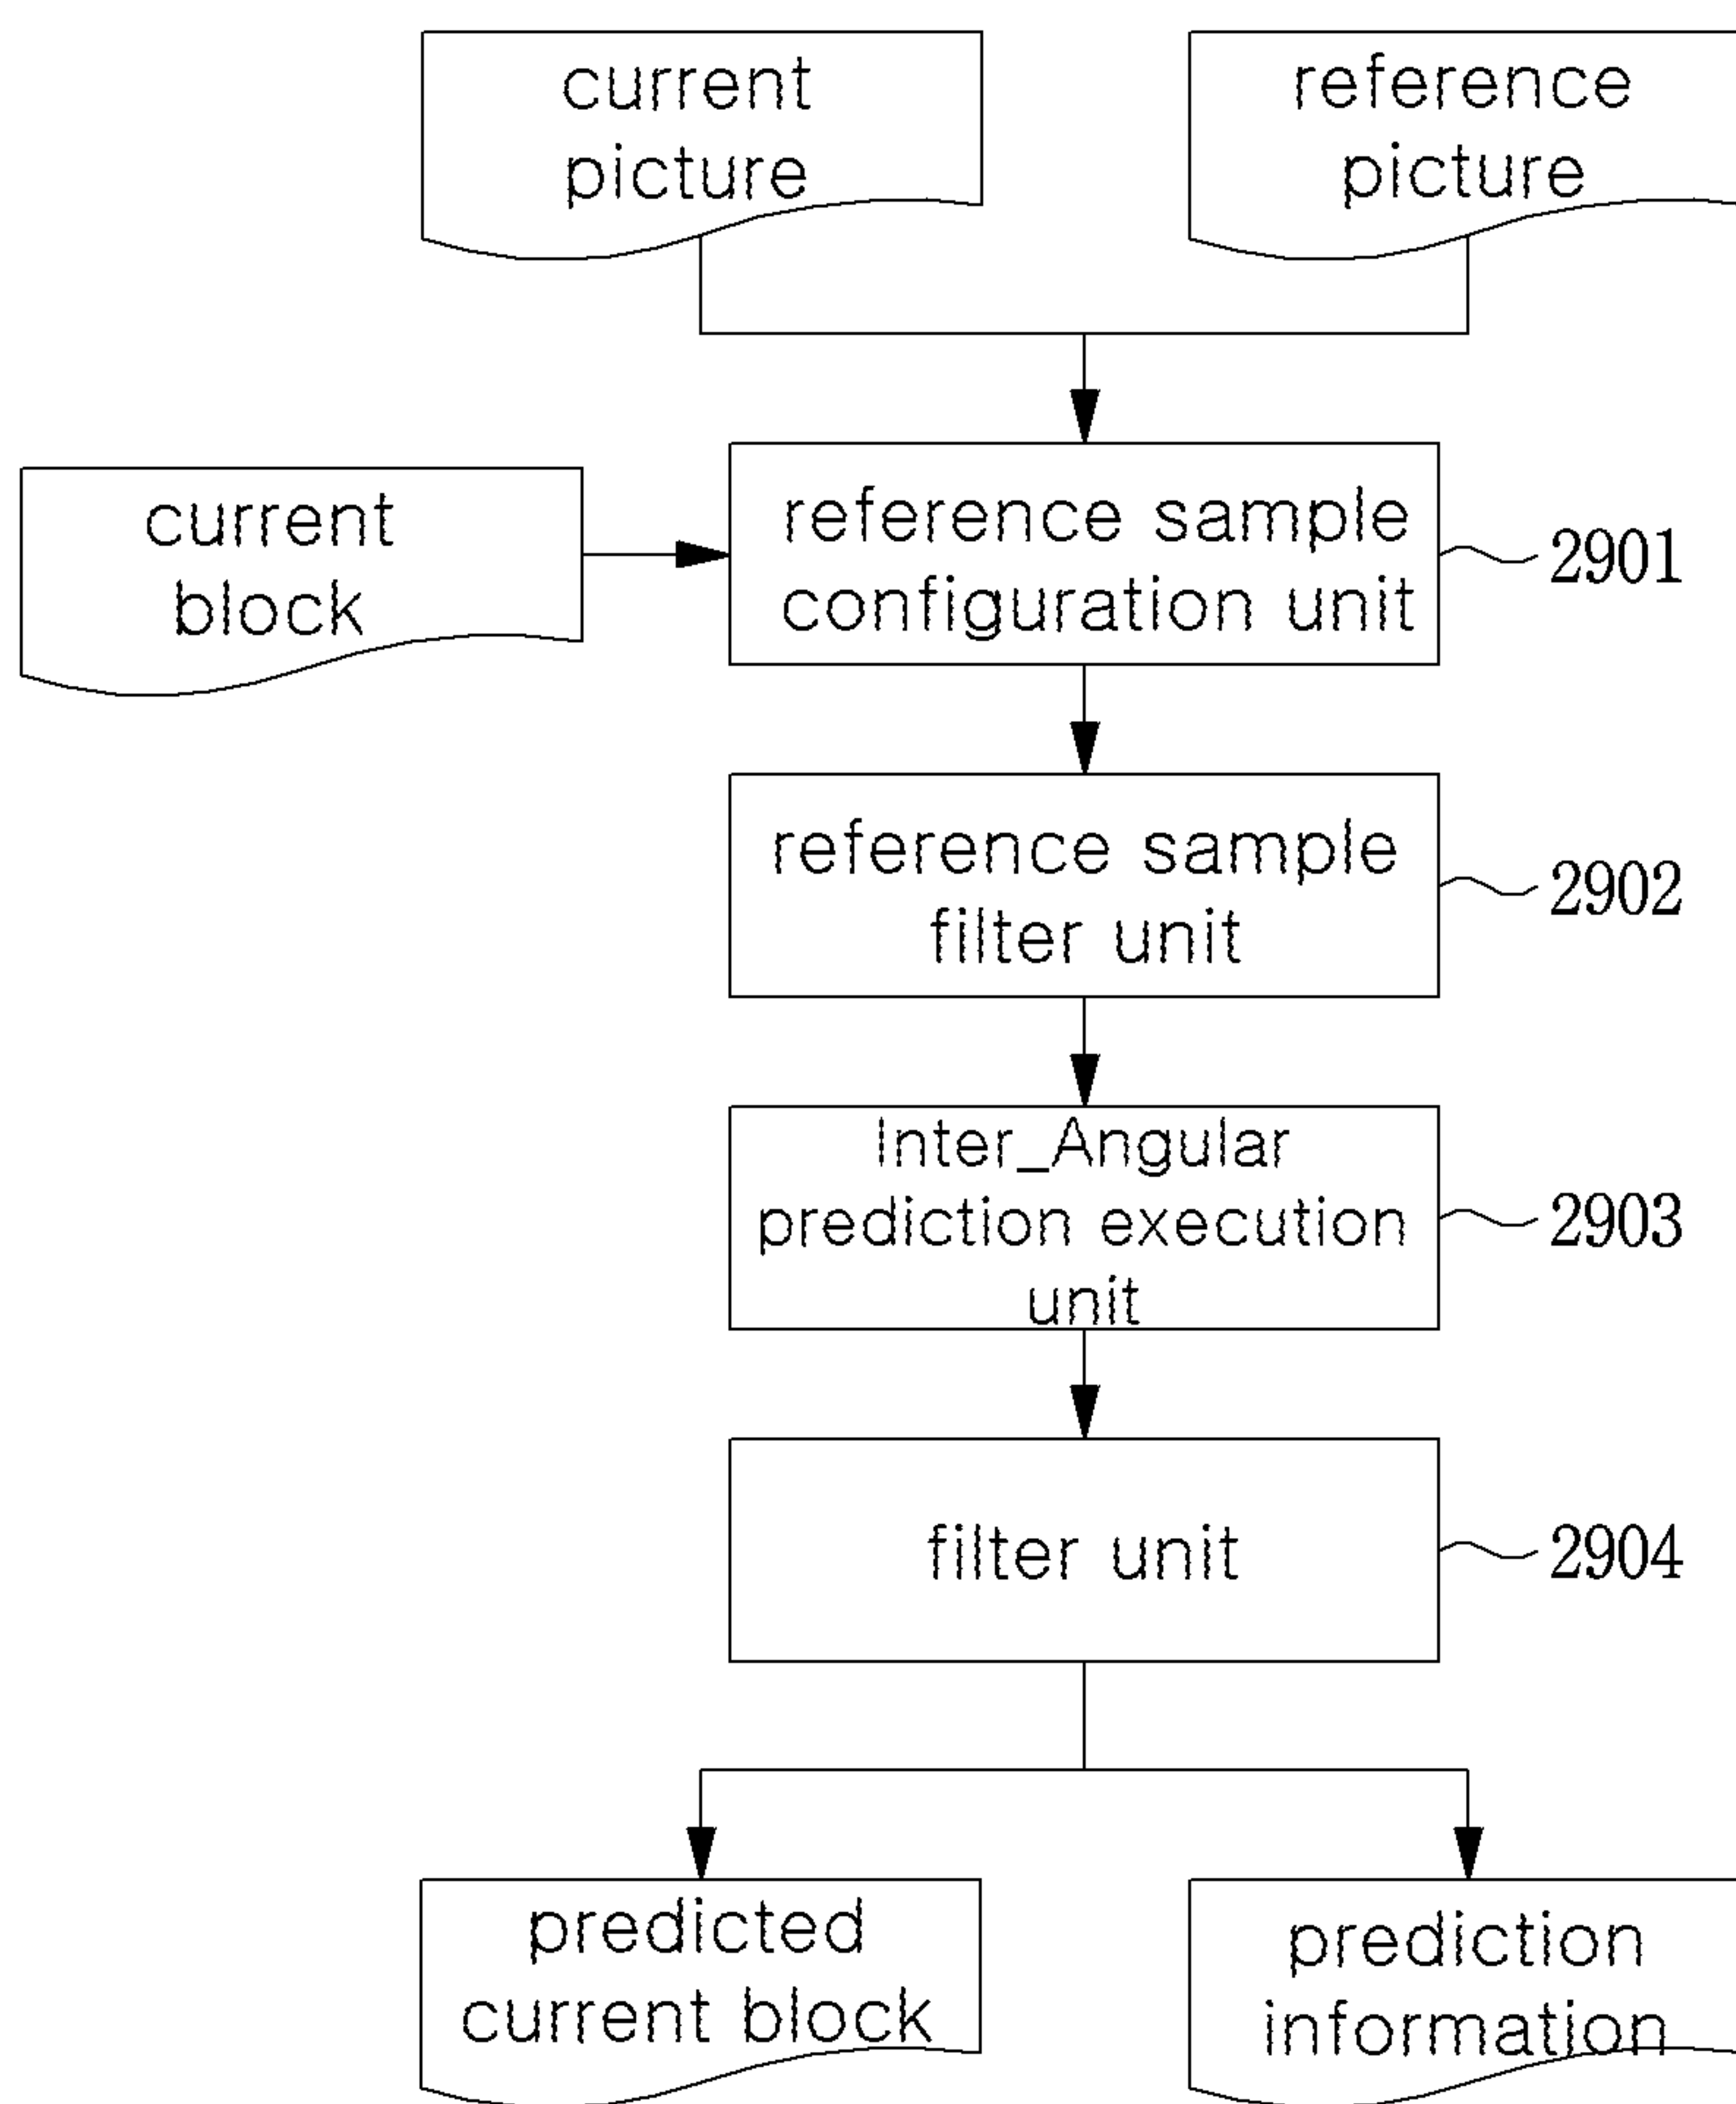 current
picture
reference
picture
current
block
reference sample
configuration unit
2901
reference sample
filter unit
2902
Inter_Angular
prediction execution
unit
2903
filter unit
2904
predicted
current block
prediction
information